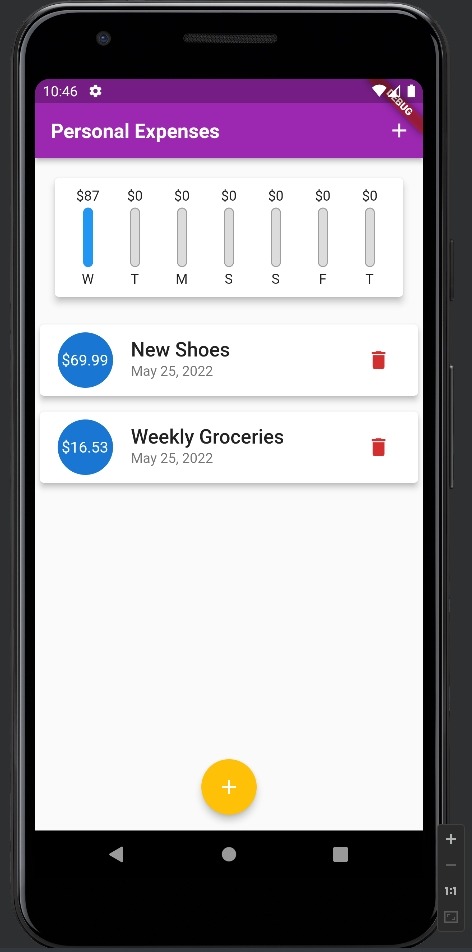 10:46
DEBUG
Personal Expenses
$87 $0 $0 $0 $0 $0 $0
W T M S S F T
$69.99
New Shoes
May 25, 2022
$16.53
Weekly Groceries
May 25, 2022
1:1